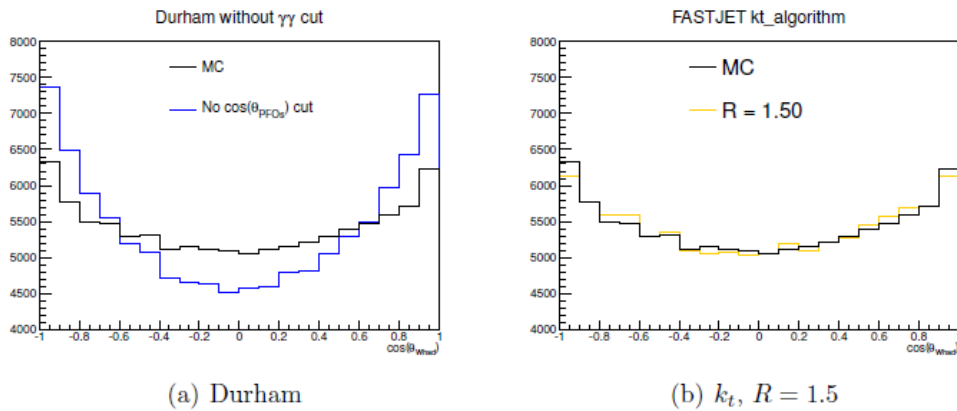 Durham without γγ cut
8000
7500
7000
6500
6000
5500
5000
4500
4000
MC
No cos(θPFOs) cut
-1 -0.8 -0.6 -0.4 -0.2 0 0.2 0.4 0.6 0.8 1
cos(θWhad)
(a) Durham
FASTJET kt_algorithm
8000
7500
7000
6500
6000
5500
5000
4500
4000
MC
R = 1.50
-1 -0.8 -0.6 -0.4 -0.2 0 0.2 0.4 0.6 0.8 1
cos(θWhad)
(b) kt, R = 1.5